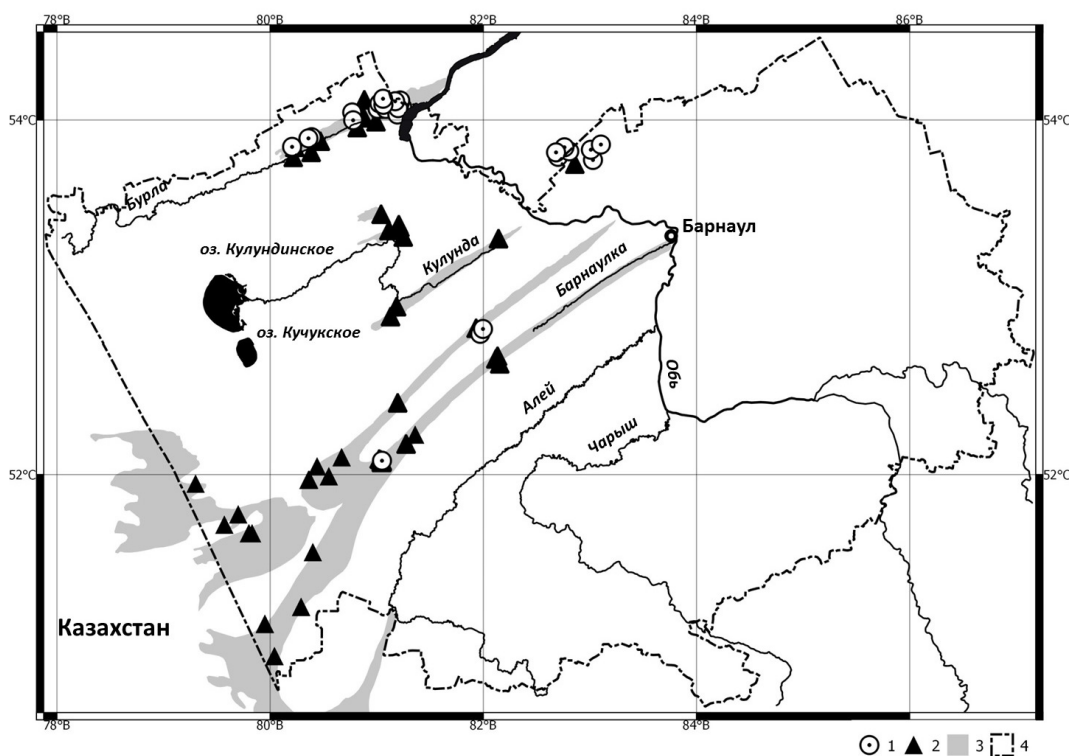 78°В 80°В 82°В 84°В 86°В
54°С 54°С
Бурла
Барнаул
оз. Кулундинское
Кулунда
Барнаулка
оз. Кучукское
Обь
Алей
Чарыш
52°С 52°С
Казахстан
78°В 80°В 82°В 84°В 86°В
1 2 3 4